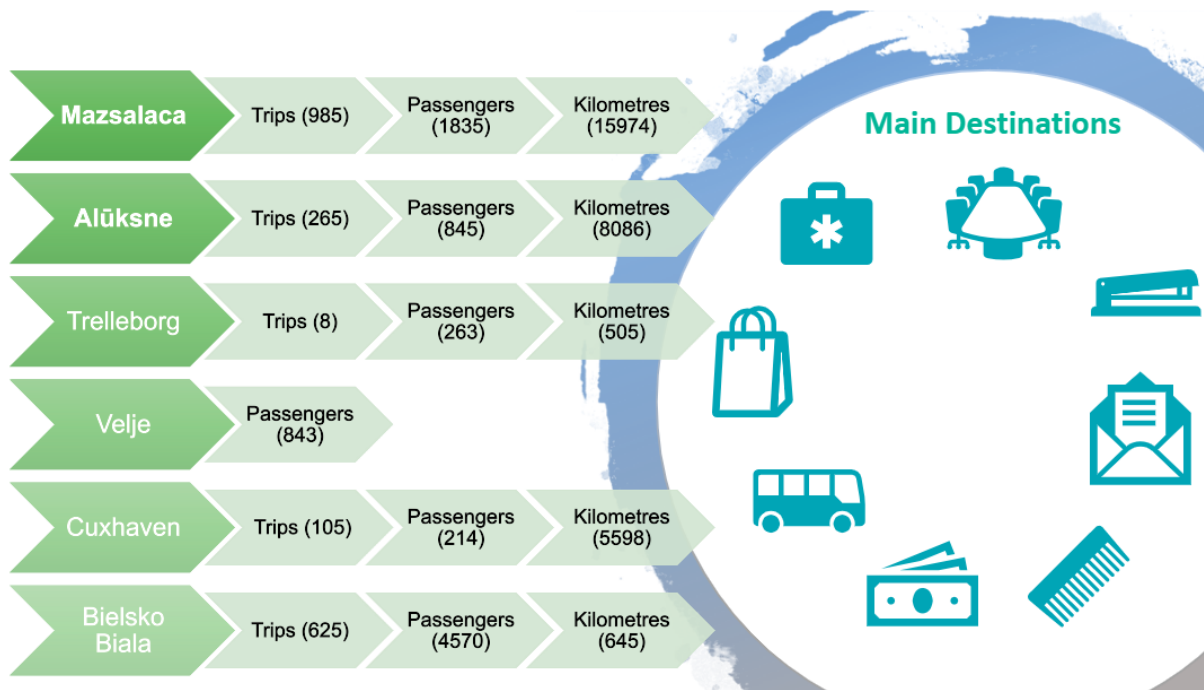 Main Destinations
Mazsalaca
Trips (985)
Passengers
(1835)
Kilometres
(15974)
Alūksne
Trips (265)
Passengers
(845)
Kilometres
(8086)
Trelleborg
Trips (8)
Passengers
(263)
Kilometres
(505)
Velje
Passengers
(843)
Cuxhaven
Trips (105)
Passengers
(214)
Kilometres
(5598)
Bielsko
Biala
Trips (625)
Passengers
(4570)
Kilometres
(645)